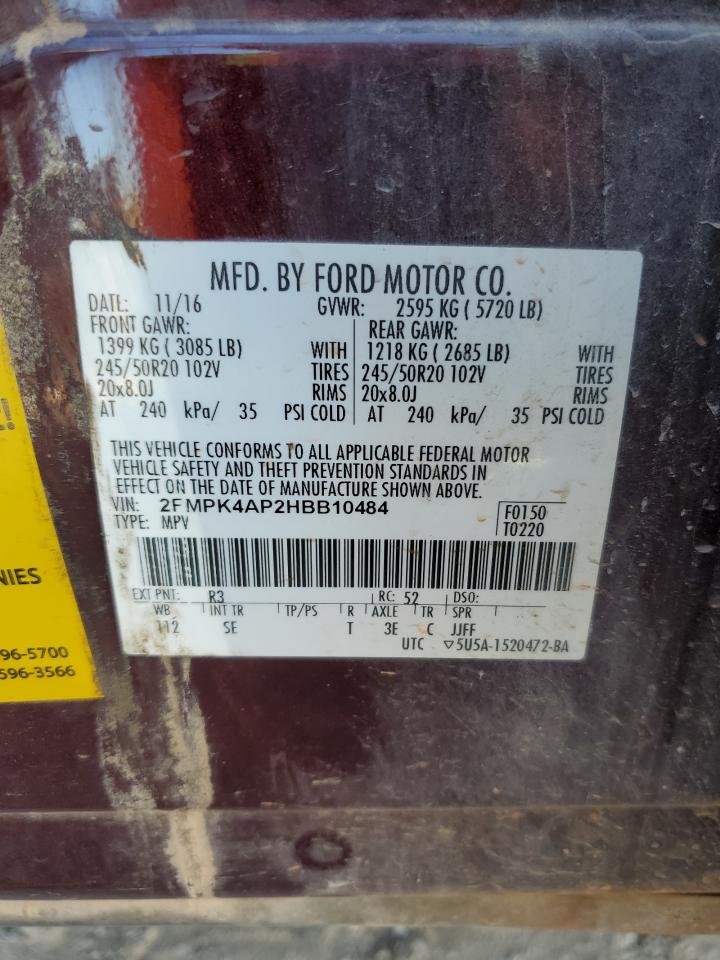 MFD. BY FORD MOTOR CO.
DATE: 11/16 GVWR: 2595 KG ( 5720 LB)
FRONT GAWR: REAR GAWR:
1399 KG ( 3085 LB) WITH 1218 KG ( 2685 LB) WITH
245/50R20 102V TIRES 245/50R20 102V TIRES
20x8.0J RIMS 20x8.0J RIMS
AT 240 kPa/ 35 PSI COLD AT 240 kPa/ 35 PSI COLD
THIS VEHICLE CONFORMS TO ALL APPLICABLE FEDERAL MOTOR
VEHICLE SAFETY AND THEFT PREVENTION STANDARDS IN
EFFECT ON THE DATE OF MANUFACTURE SHOWN ABOVE.
VIN: 2FMPK4AP2HBB10484 F0150
TYPE: MPV T0220
EXT PNT: R3 RC: 52 DSO:
WB INT TR TP/PS R AXLE TR SPR
112 SE T 3E C JJFF
UTC ▽5U5A-1520472-BA
!
NIES
96-5700
596-3566